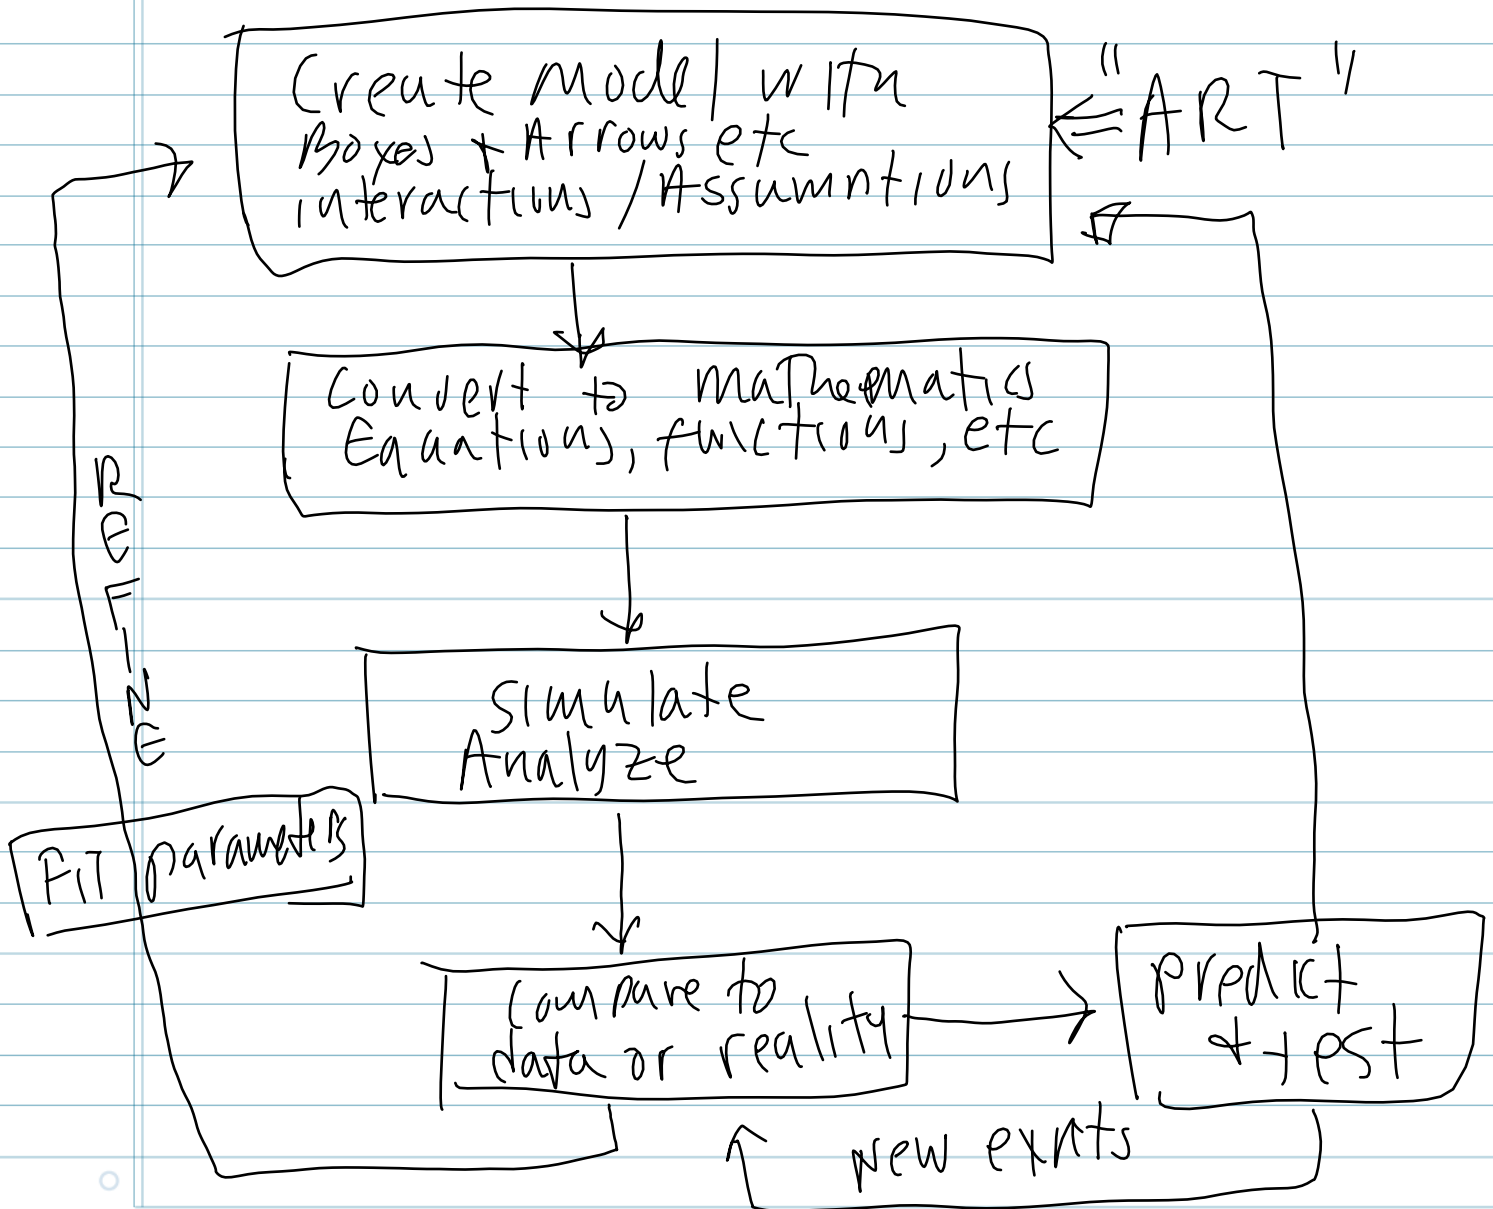 Create Model with
Boxes + Arrows etc
interactions / Assumntions
"ART"
Convert to mathematics
Equations, functions, etc
REFINE
simulate
Analyze
FiT parameters
Compare to
data or reality
predict
+ test
New expts